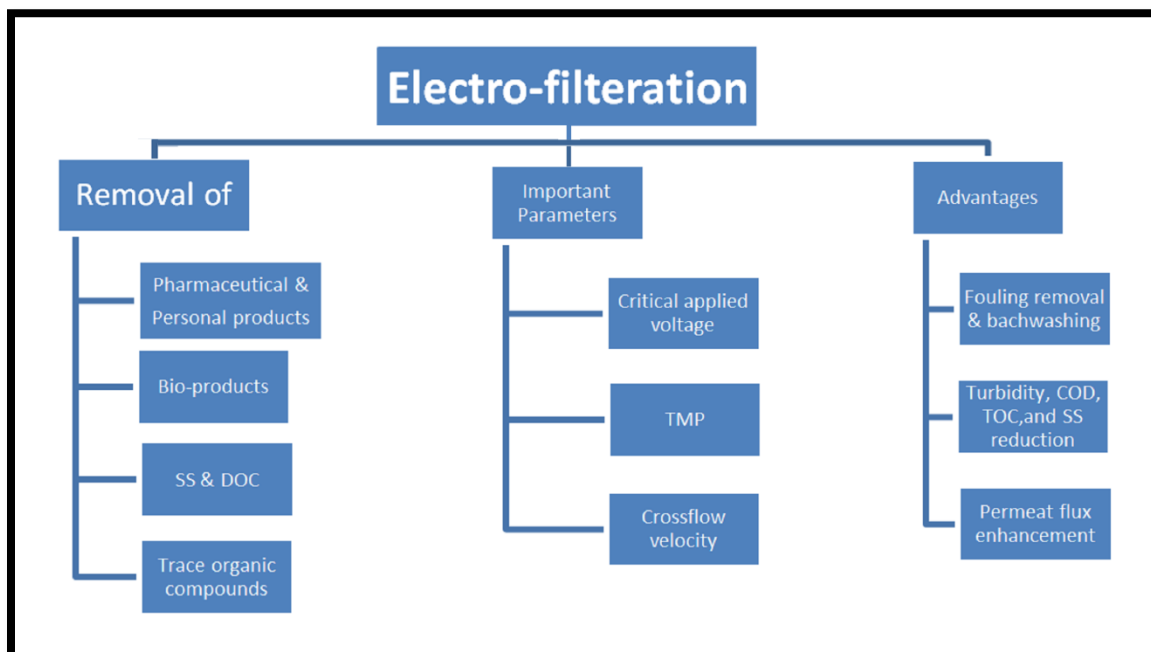 Electro-filteration
Removal of
Pharmaceutical &
Personal products
Bio-products
SS & DOC
Trace organic
compounds
Important
Parameters
Critical applied
voltage
TMP
Crossflow
velocity
Advantages
Fouling removal
& bachwashing
Turbidity, COD,
TOC,and SS
reduction
Permeat flux
enhancement